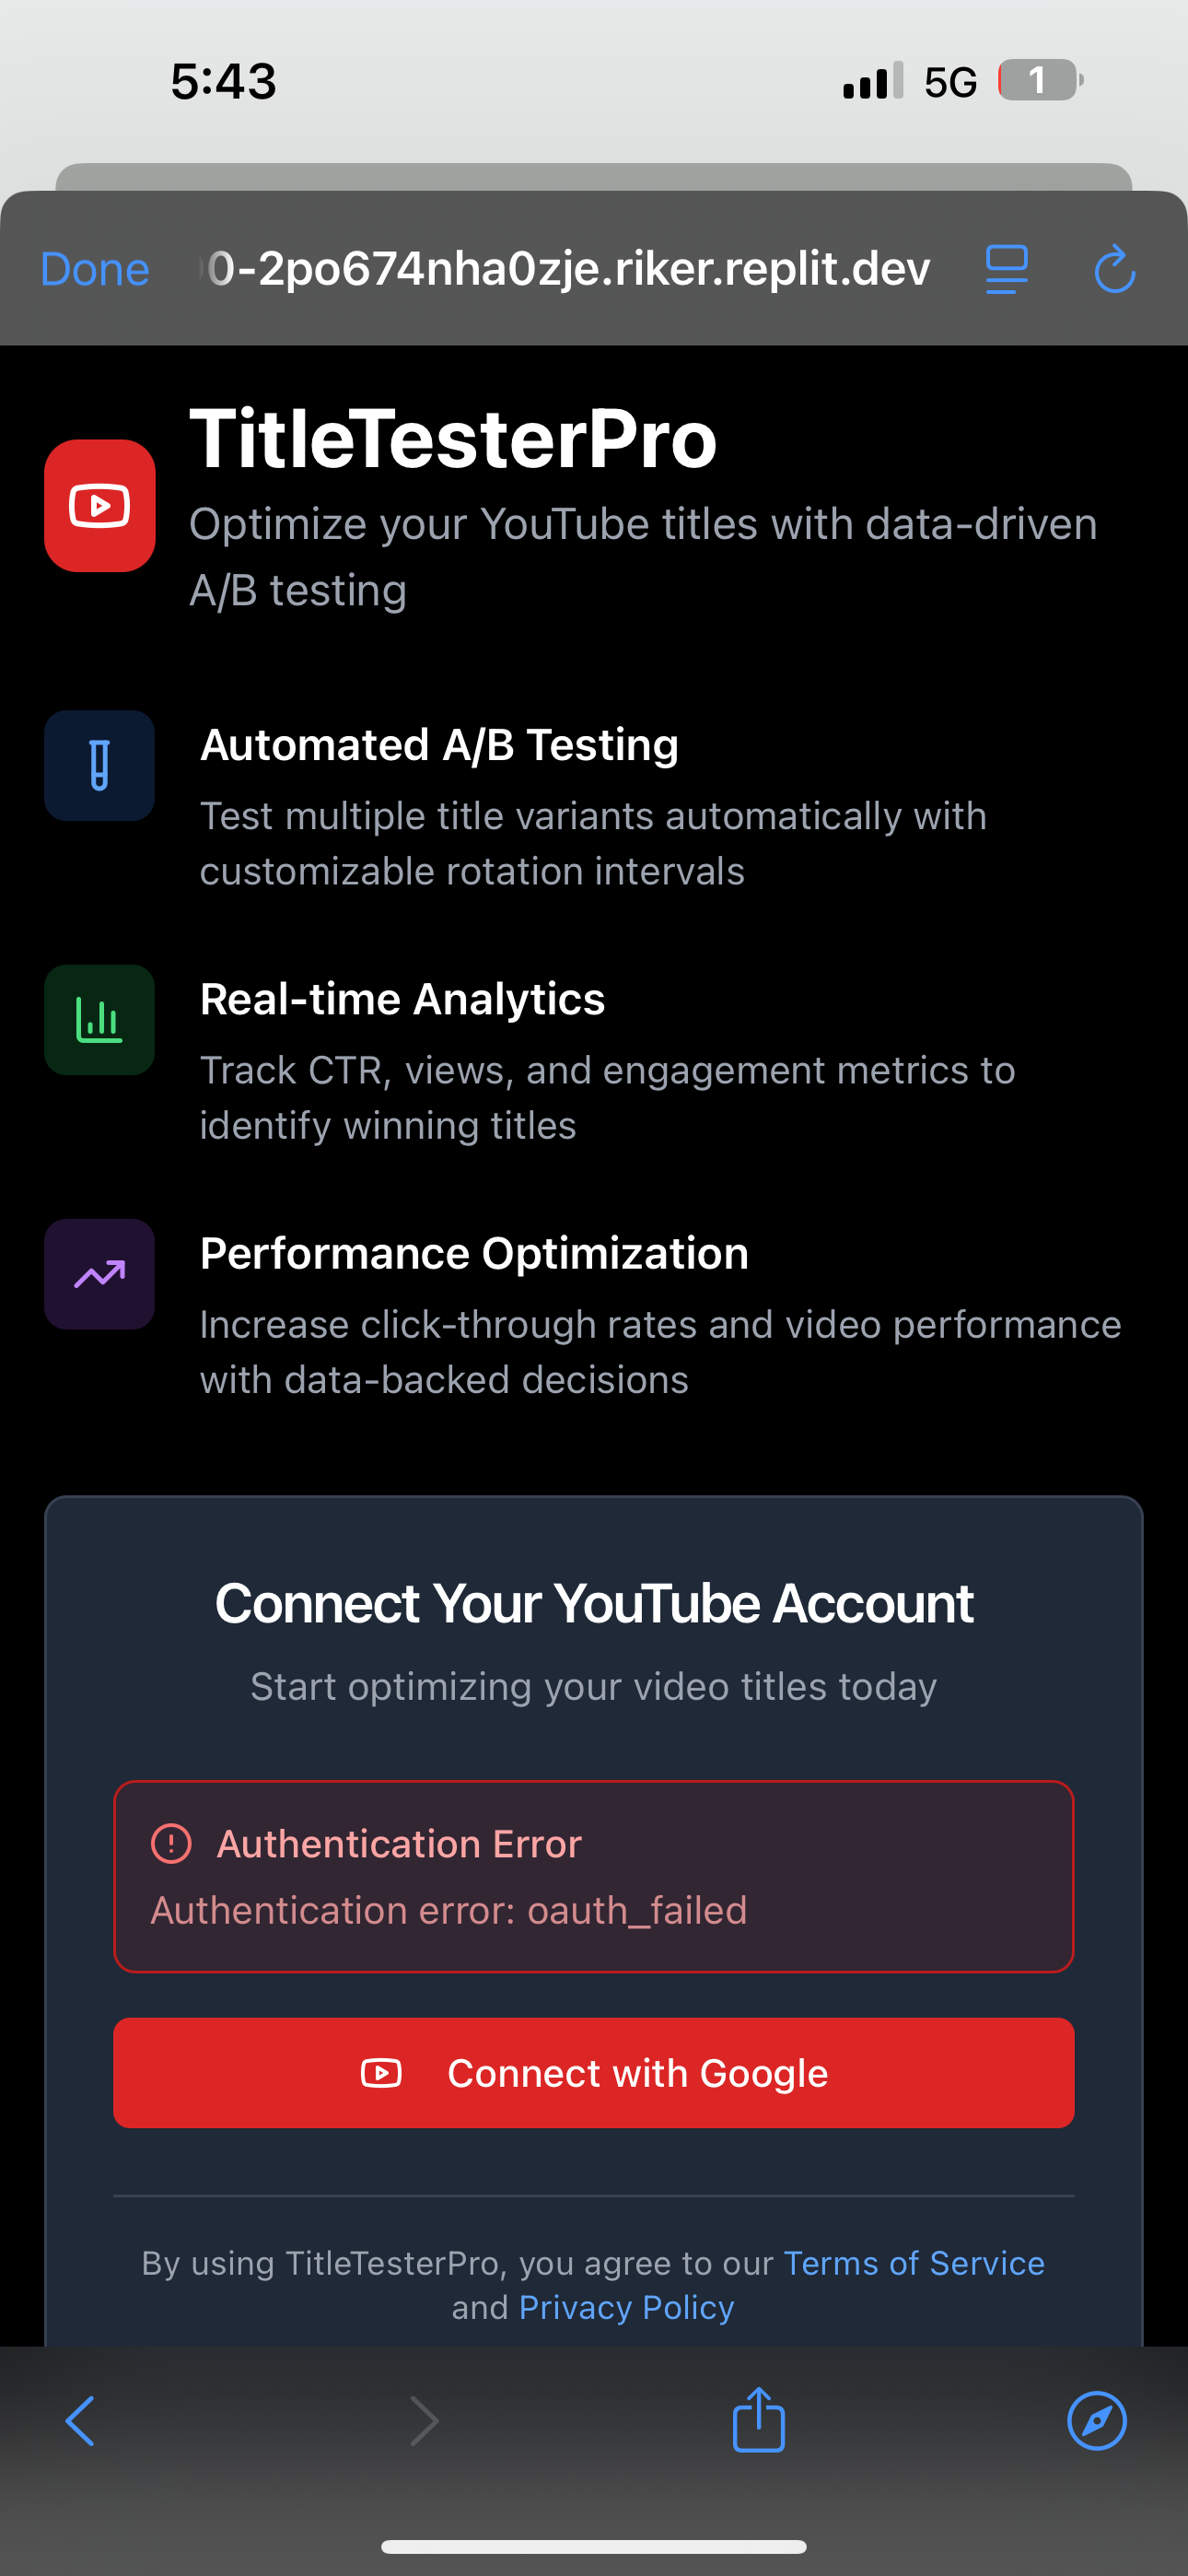 5:43
5G
1
Done
0-2po674nha0zje.riker.replit.dev
TitleTesterPro
Optimize your YouTube titles with data-driven
A/B testing
Automated A/B Testing
Test multiple title variants automatically with
customizable rotation intervals
Real-time Analytics
Track CTR, views, and engagement metrics to
identify winning titles
Performance Optimization
Increase click-through rates and video performance
with data-backed decisions
Connect Your YouTube Account
Start optimizing your video titles today
Authentication Error
Authentication error: oauth_failed
Connect with Google
By using TitleTesterPro, you agree to our Terms of Service
and Privacy Policy